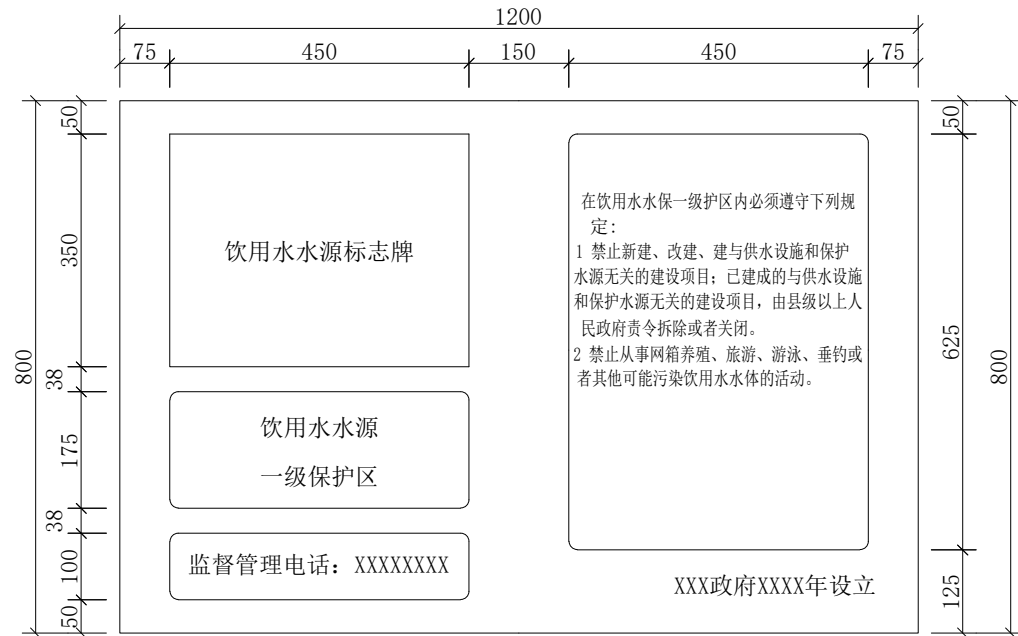 1200
75
450
150
450
75
50
350
38
175
38
100
50
800
饮用水水源标志牌
饮用水水源
一级保护区
监督管理电话：XXXXXXXX
在饮用水水保一级护区内必须遵守下列规
定：
1 禁止新建、改建、建与供水设施和保护
水源无关的建设项目；已建成的与供水设施
和保护水源无关的建设项目，由县级以上人
民政府责令拆除或者关闭。
2 禁止从事网箱养殖、旅游、游泳、垂钓或
者其他可能污染饮用水水体的活动。
XXX政府XXXX年设立
50
625
125
800